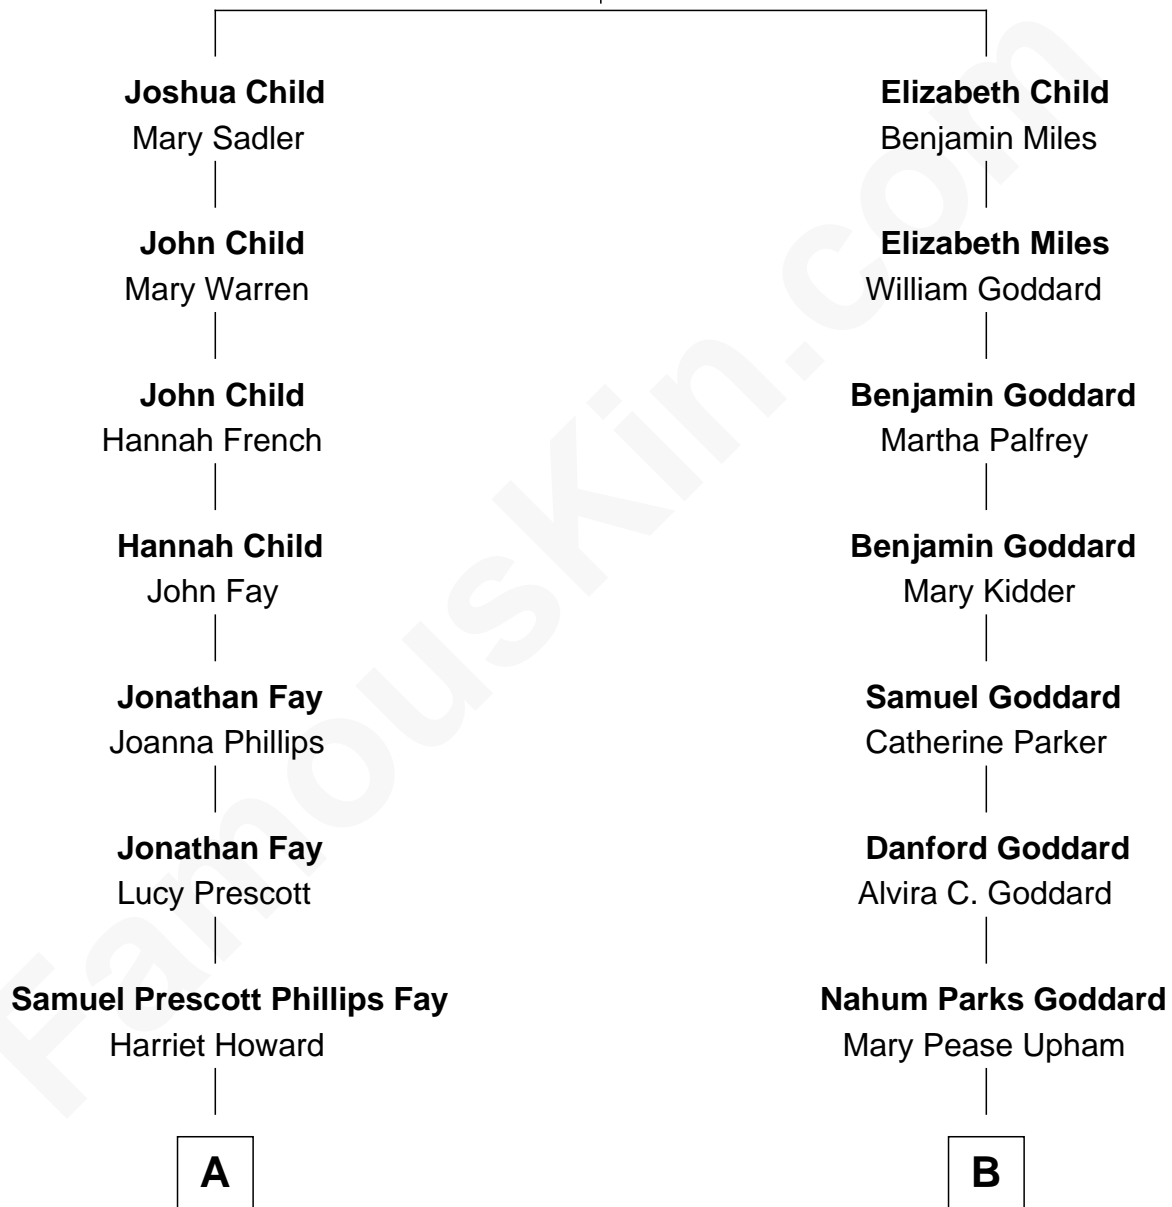 Joshua Child
Mary Sadler
John Child
Mary Warren
John Child
Hannah French
Hannah Child
John Fay
Jonathan Fay
Joanna Phillips
Jonathan Fay
Lucy Prescott
Samuel Prescott Phillips Fay
Harriet Howard
A
Elizabeth Child
Benjamin Miles
Elizabeth Miles
William Goddard
Benjamin Goddard
Martha Palfrey
Benjamin Goddard
Mary Kidder
Samuel Goddard
Catherine Parker
Danford Goddard
Alvira C. Goddard
Nahum Parks Goddard
Mary Pease Upham
B
FamousKin.com